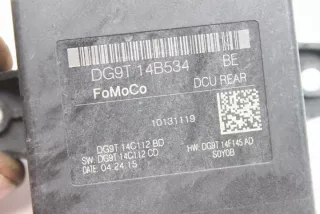 DG9T 14B534 BE
FoMoCo DCU REAR
10131119
DG9T 14C112 BD
SW: DG9T 14C112 CD HW: DG9T 14F145 AD
DATE: 04.24.15 S0Y0B